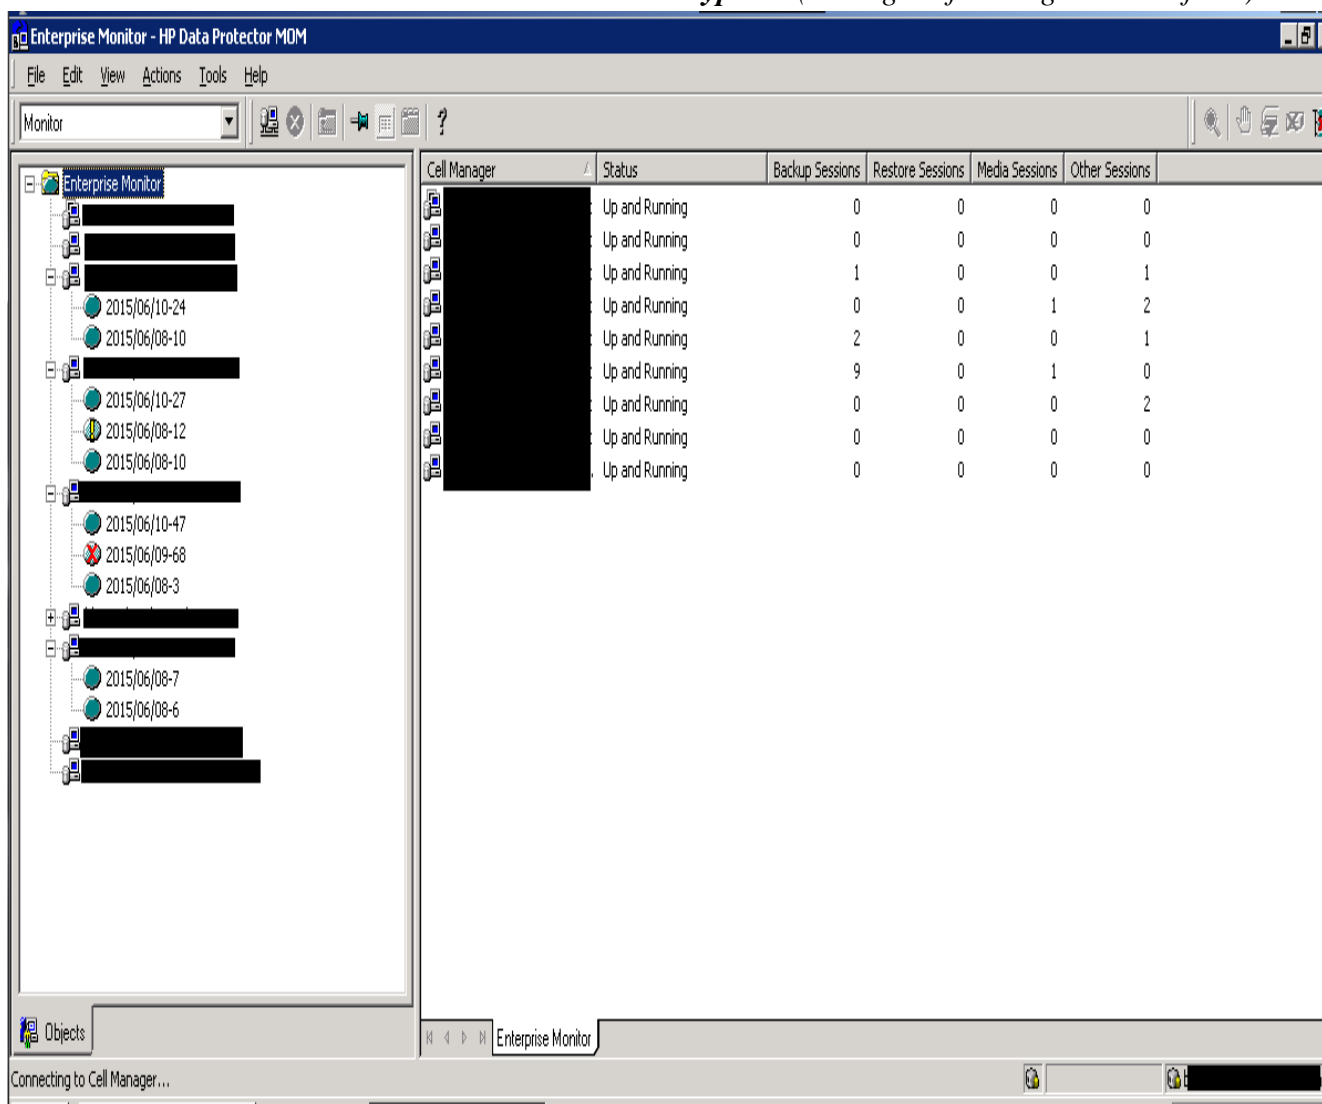 Enterprise Monitor - HP Data Protector MOM
File Edit View Actions Tools Help
Monitor
Enterprise Monitor
2015/06/10-24
2015/06/08-10
2015/06/10-27
2015/06/08-12
2015/06/08-10
2015/06/10-47
2015/06/09-68
2015/06/08-3
2015/06/08-7
2015/06/08-6
Objects
Cell Manager Status Backup Sessions Restore Sessions Media Sessions Other Sessions
Up and Running 0 0 0 0
Up and Running 0 0 0 0
Up and Running 1 0 0 1
Up and Running 0 0 1 2
Up and Running 2 0 0 1
Up and Running 9 0 1 0
Up and Running 0 0 0 2
Up and Running 0 0 0 0
Up and Running 0 0 0 0
Enterprise Monitor
Connecting to Cell Manager...